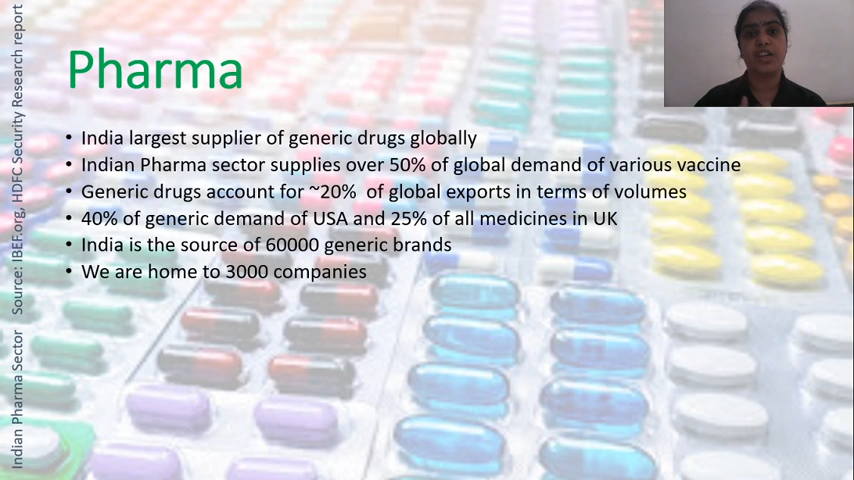 Pharma
• India largest supplier of generic drugs globally
• Indian Pharma sector supplies over 50% of global demand of various vaccine
• Generic drugs account for ~20%  of global exports in terms of volumes
• 40% of generic demand of USA and 25% of all medicines in UK
• India is the source of 60000 generic brands
• We are home to 3000 companies
Indian Pharma Sector    Source: IBEF.org, HDFC Security Research report